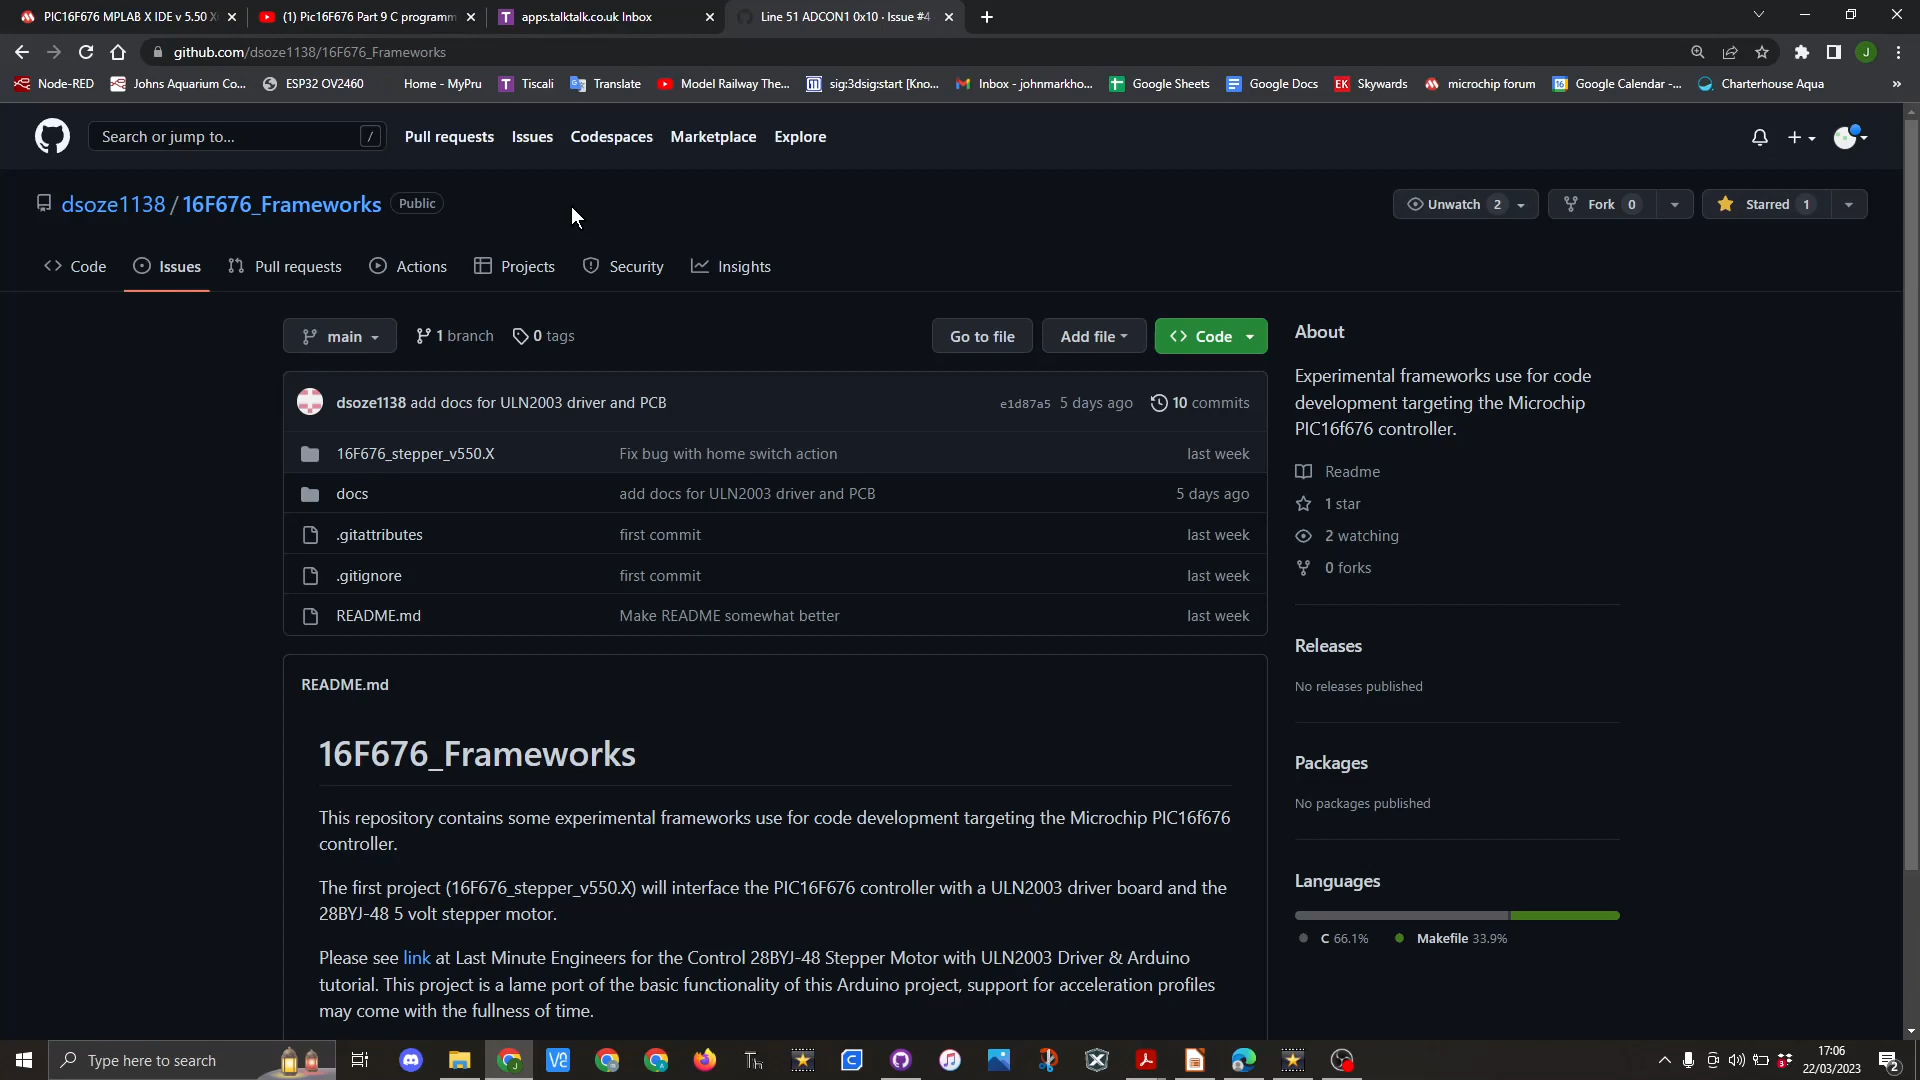 PIC16F676 MPLAB X IDE v 5.50 X
(1) Pic16F676 Part 9 C programm
apps.talktalk.co.uk Inbox
Line 51 ADCON1 0x10 · Issue #4
github.com/dsoze1138/16F676_Frameworks
Node-RED
Johns Aquarium Co...
ESP32 OV2460
Home - MyPru
Tiscali
Translate
Model Railway The...
sig:3dsig:start [Kno...
Inbox - johnmarkho...
Google Sheets
Google Docs
EK Skywards
microchip forum
Google Calendar -...
Charterhouse Aqua
»
Search or jump to... /
Pull requests
Issues
Codespaces
Marketplace
Explore
dsoze1138 / 16F676_Frameworks Public
Unwatch 2
Fork 0
Starred 1
Code
Issues
Pull requests
Actions
Projects
Security
Insights
main
1 branch
0 tags
Go to file
Add file
Code
dsoze1138 add docs for ULN2003 driver and PCB e1d87a5 5 days ago 10 commits
16F676_stepper_v550.X Fix bug with home switch action last week
docs add docs for ULN2003 driver and PCB 5 days ago
.gitattributes first commit last week
.gitignore first commit last week
README.md Make README somewhat better last week
README.md
16F676_Frameworks
This repository contains some experimental frameworks use for code development targeting the Microchip PIC16f676
controller.
The first project (16F676_stepper_v550.X) will interface the PIC16F676 controller with a ULN2003 driver board and the
28BYJ-48 5 volt stepper motor.
Please see link at Last Minute Engineers for the Control 28BYJ-48 Stepper Motor with ULN2003 Driver & Arduino
tutorial. This project is a lame port of the basic functionality of this Arduino project, support for acceleration profiles
may come with the fullness of time.
About
Experimental frameworks use for code
development targeting the Microchip
PIC16f676 controller.
Readme
1 star
2 watching
0 forks
Releases
No releases published
Packages
No packages published
Languages
C 66.1% Makefile 33.9%
Type here to search
17:06
22/03/2023
2